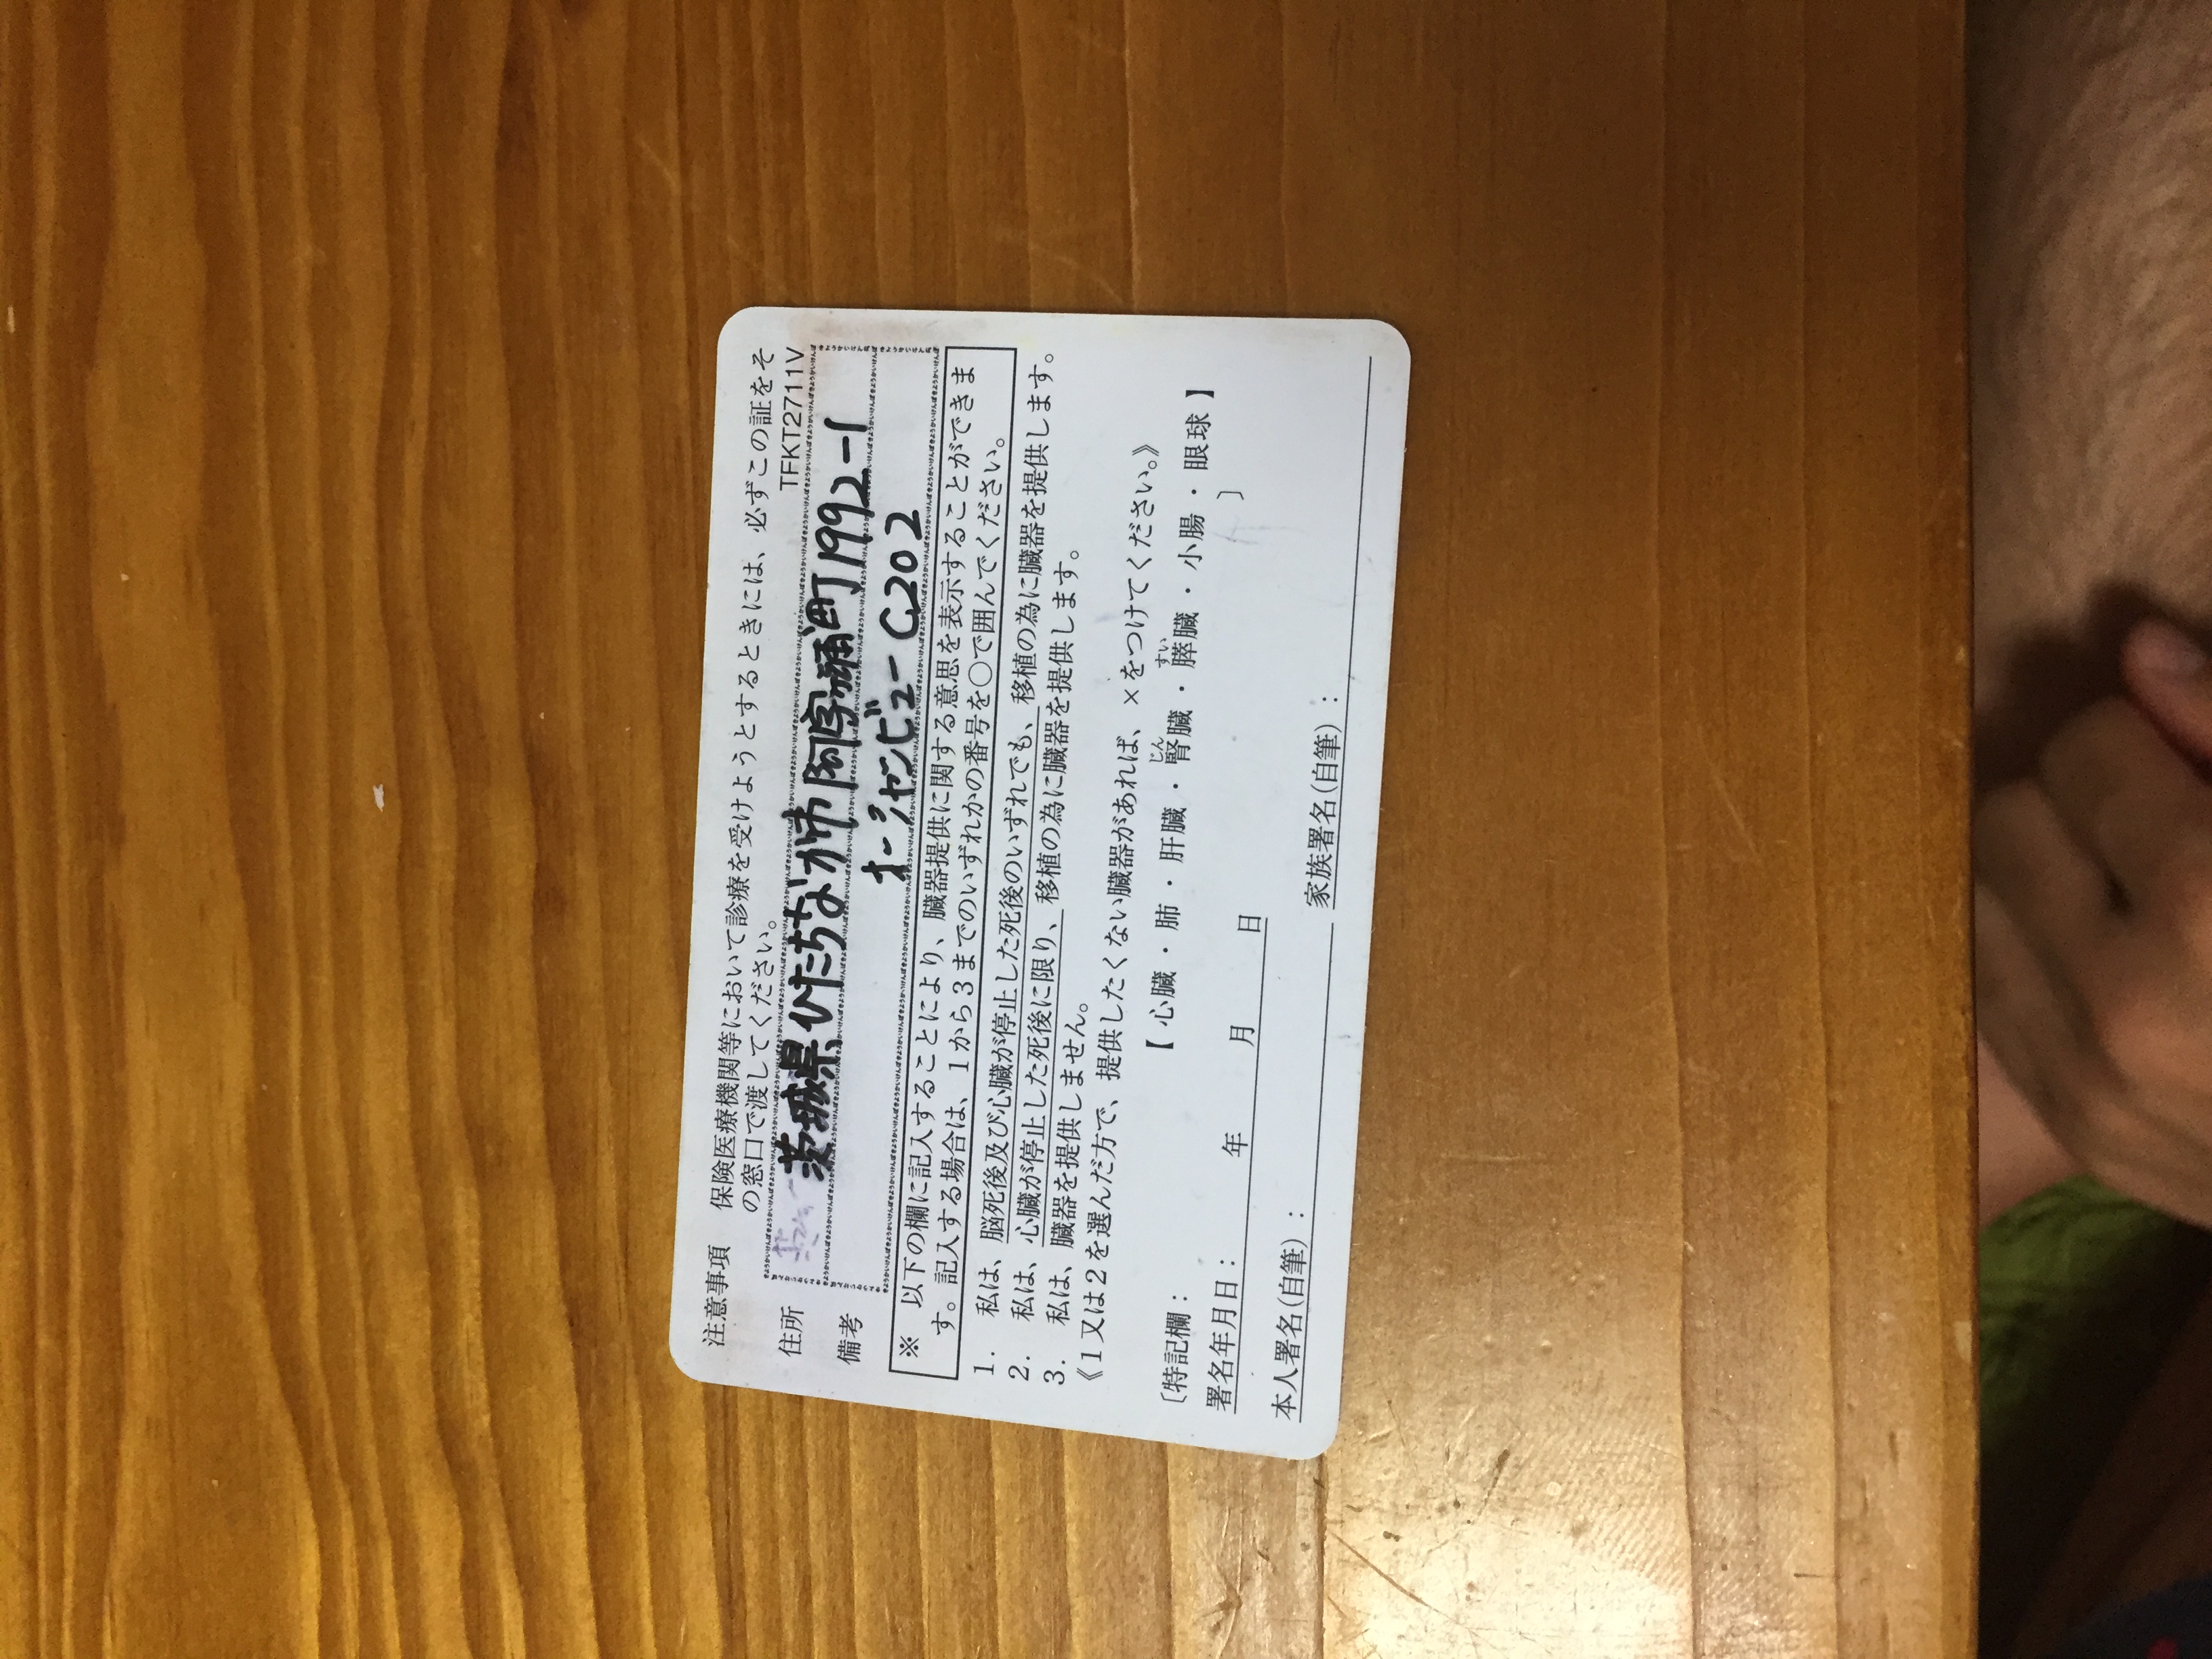 注意事項 保険医療機関等において診療を受けようとするときには、必ずこの証をそ
の窓口で渡してください。
TFKT2711V
住所 茨城県ひたちなか市阿字ヶ浦町1992-1
備考 オーシャンビューC202
※ 以下の欄に記入することにより、臓器提供に関する意思を表示することができま
す。記入する場合は、1から3までのいずれかの番号を○で囲んでください。
1. 私は、脳死後及び心臓が停止した死後のいずれでも、移植の為に臓器を提供します。
2. 私は、心臓が停止した死後に限り、移植の為に臓器を提供します。
3. 私は、臓器を提供しません。
《1又は2を選んだ方で、提供したくない臓器があれば、×をつけてください。》
【 心臓 ・ 肺 ・ 肝臓 ・ 腎臓 ・ 膵臓 ・ 小腸 ・ 眼球 】
〔特記欄: 〕
署名年月日: 年 月 日
本人署名(自筆): 家族署名(自筆):